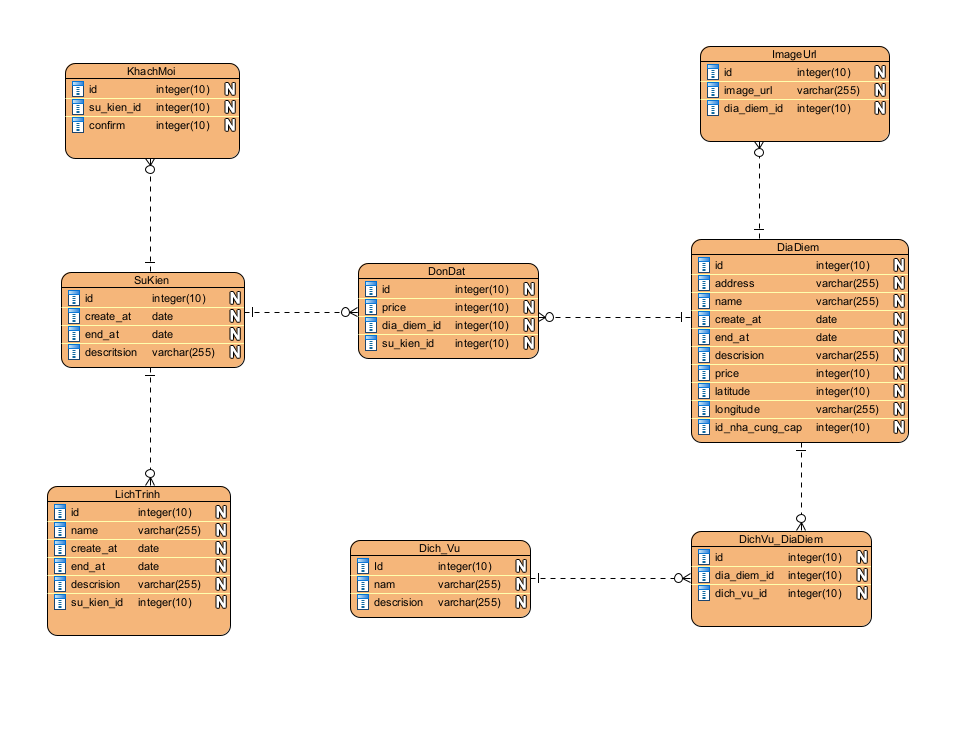 KhachMoi
id integer(10) N
su_kien_id integer(10) N
confirm integer(10) N
ImageUrl
id integer(10) N
image_url varchar(255) N
dia_diem_id integer(10) N
SuKien
id integer(10) N
create_at date N
end_at date N
descritsion varchar(255) N
DonDat
id integer(10) N
price integer(10) N
dia_diem_id integer(10) N
su_kien_id integer(10) N
DiaDiem
id integer(10) N
address varchar(255) N
name varchar(255) N
create_at date N
end_at date N
descrision varchar(255) N
price integer(10) N
latitude integer(10) N
longitude varchar(255) N
id_nha_cung_cap integer(10) N
LichTrinh
id integer(10) N
name varchar(255) N
create_at date N
end_at date N
descrision varchar(255) N
su_kien_id integer(10) N
Dich_Vu
Id integer(10) N
nam varchar(255) N
descrision varchar(255) N
DichVu_DiaDiem
id integer(10) N
dia_diem_id integer(10) N
dich_vu_id integer(10) N